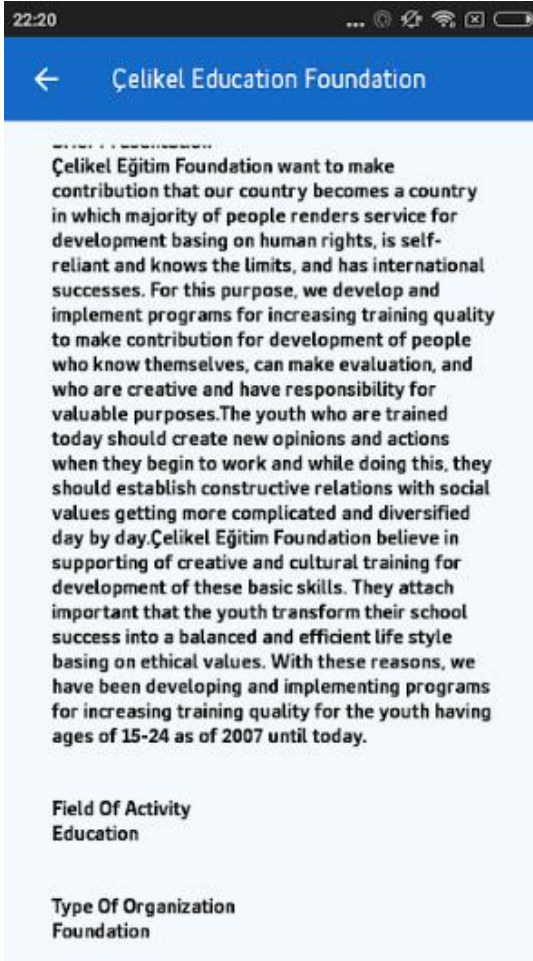 22:20
...
Çelikel Education Foundation
Çelikel Eğitim Foundation want to make
contribution that our country becomes a country
in which majority of people renders service for
development basing on human rights, is self-
reliant and knows the limits, and has international
successes. For this purpose, we develop and
implement programs for increasing training quality
to make contribution for development of people
who know themselves, can make evaluation, and
who are creative and have responsibility for
valuable purposes.The youth who are trained
today should create new opinions and actions
when they begin to work and while doing this, they
should establish constructive relations with social
values getting more complicated and diversified
day by day.Çelikel Eğitim Foundation believe in
supporting of creative and cultural training for
development of these basic skills. They attach
important that the youth transform their school
success into a balanced and efficient life style
basing on ethical values. With these reasons, we
have been developing and implementing programs
for increasing training quality for the youth having
ages of 15-24 as of 2007 until today.
Field Of Activity
Education
Type Of Organization
Foundation